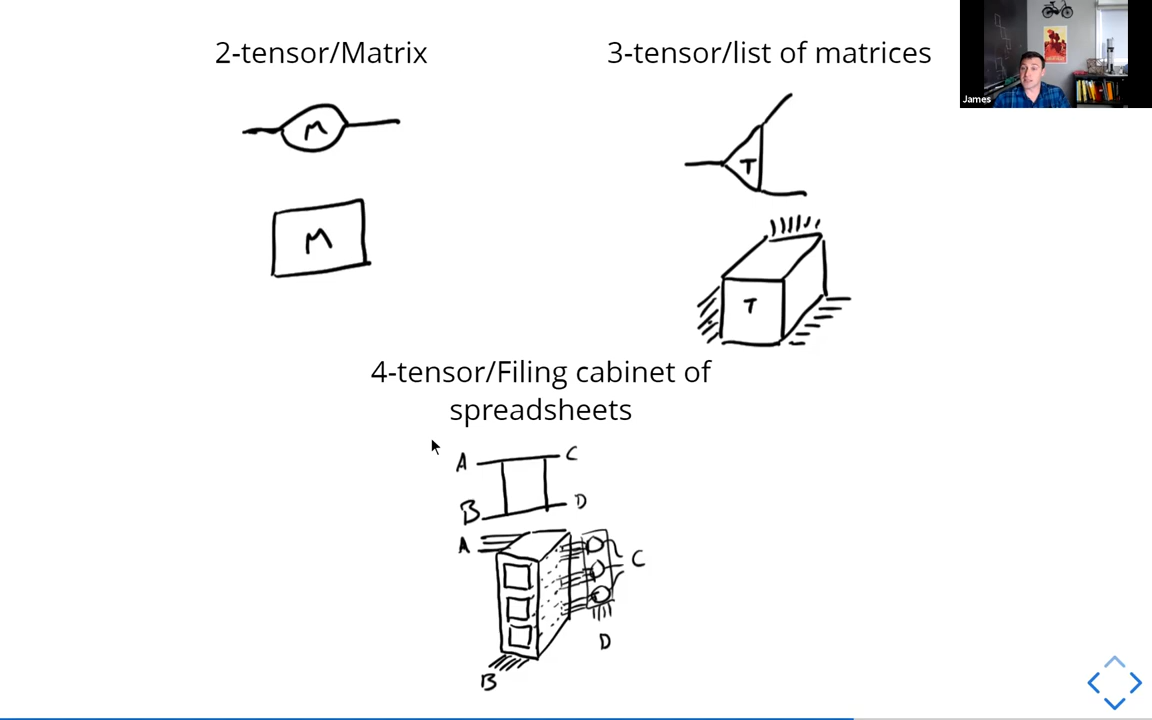 2-tensor/Matrix
3-tensor/list of matrices
James
M
T
M
T
4-tensor/Filing cabinet of
spreadsheets
A C
B D
A
C
D
B